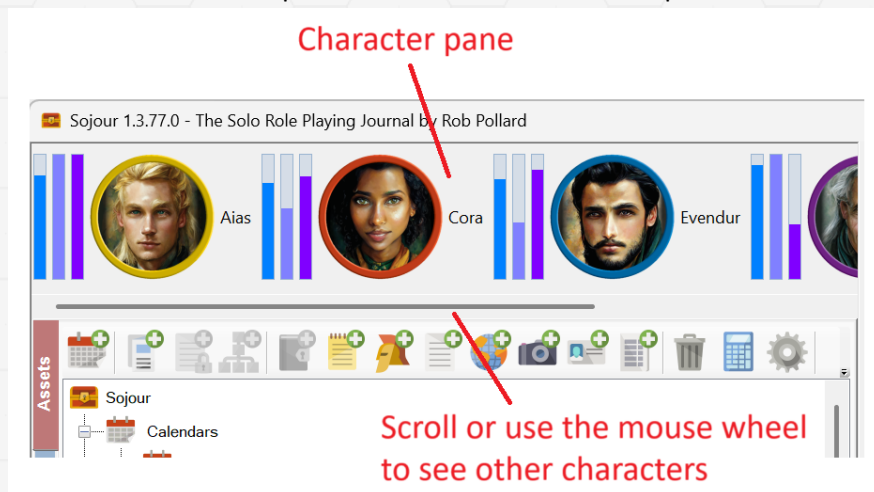 Character pane
Sojour 1.3.77.0 - The Solo Role Playing Journal by Rob Pollard
Aias
Cora
Evendur
Assets
Sojour
Calendars
Scroll or use the mouse wheel
to see other characters